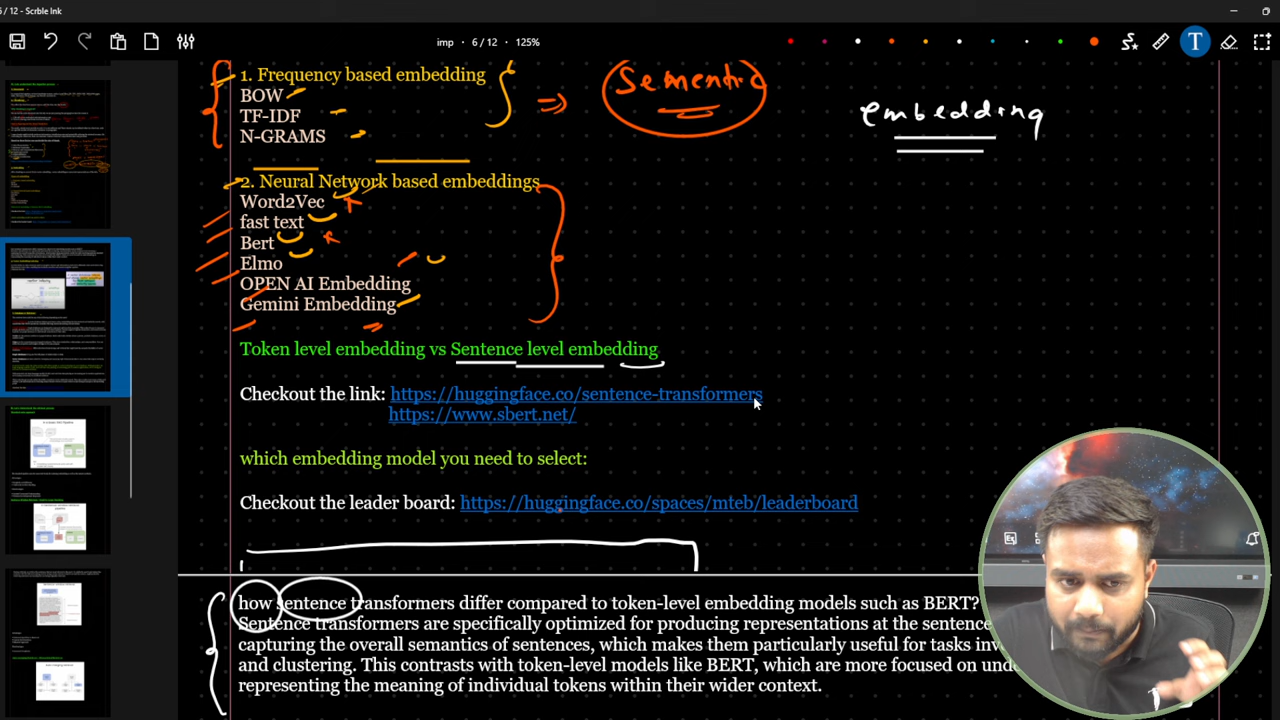 6 / 12 - Scrble Ink
imp • 6 / 12 • 125%
1. Frequency based embedding
BOW
TF-IDF
N-GRAMS
Sementic
embedding
2. Neural Network based embeddings
Word2Vec
fast text
Bert
Elmo
OPEN AI Embedding
Gemini Embedding
Token level embedding vs Sentence level embedding
Checkout the link: https://huggingface.co/sentence-transformers
https://www.sbert.net/
which embedding model you need to select:
Checkout the leader board: https://huggingface.co/spaces/mteb/leaderboard
how sentence transformers differ compared to token-level embedding models such as BERT?
Sentence transformers are specifically optimized for producing representations at the sentence
capturing the overall semantics of sentences, which makes them particularly useful for tasks
and clustering. This contrasts with token-level models like BERT, which are more focused on
representing the meaning of individual tokens within their wider context.